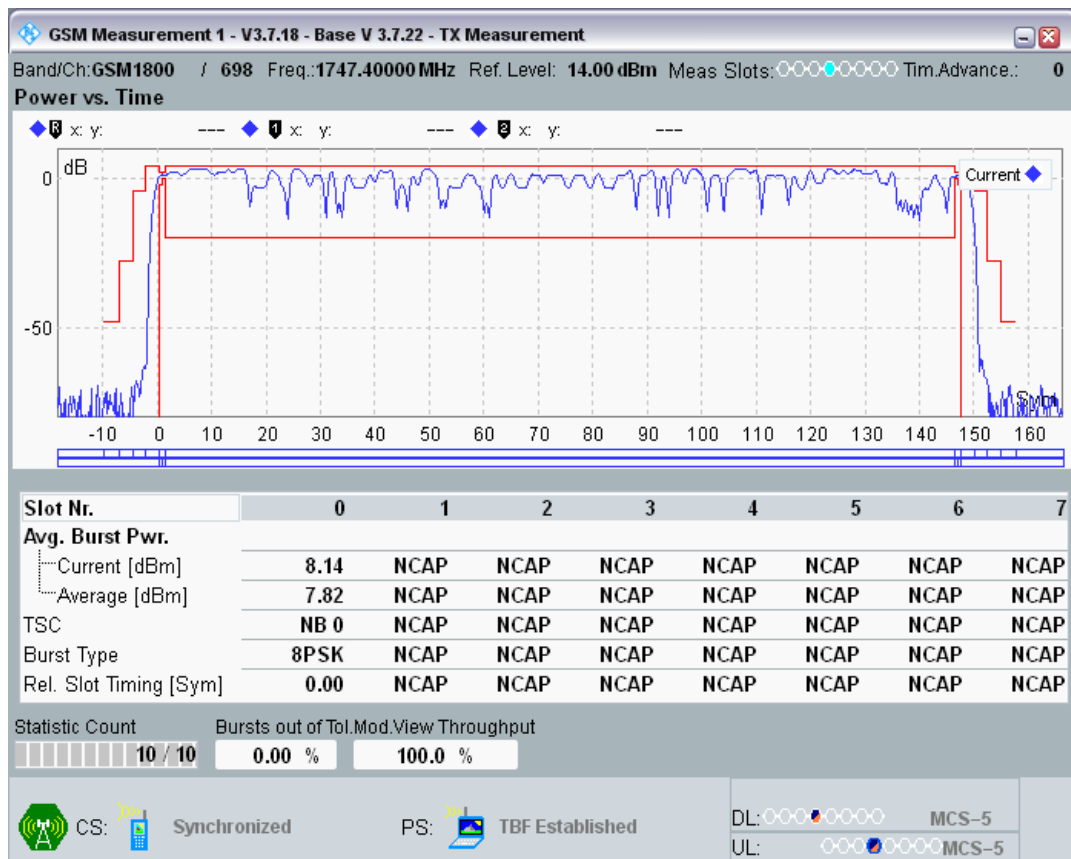 GSM Measurement 1 - V3.7.18 - Base V 3.7.22 - TX Measurement
Band/Ch:GSM1800 / 698 Freq.:1747.40000 MHz Ref. Level: 14.00 dBm Meas Slots: Tim.Advance.: 0
Power vs. Time
R x: y: --- 1 x: y: --- 2 x: y: ---
dB
Current
0
-50
Sym
-10 0 10 20 30 40 50 60 70 80 90 100 110 120 130 140 150 160
Slot Nr. 0 1 2 3 4 5 6 7
Avg. Burst Pwr.
Current [dBm] 8.14 NCAP NCAP NCAP NCAP NCAP NCAP NCAP
Average [dBm] 7.82 NCAP NCAP NCAP NCAP NCAP NCAP NCAP
TSC NB 0 NCAP NCAP NCAP NCAP NCAP NCAP NCAP
Burst Type 8PSK NCAP NCAP NCAP NCAP NCAP NCAP NCAP
Rel. Slot Timing [Sym] 0.00 NCAP NCAP NCAP NCAP NCAP NCAP NCAP
Statistic Count Bursts out of Tol.Mod.View Throughput
10 / 10 0.00 % 100.0 %
CS: Synchronized PS: TBF Established
DL: MCS-5
UL: MCS-5